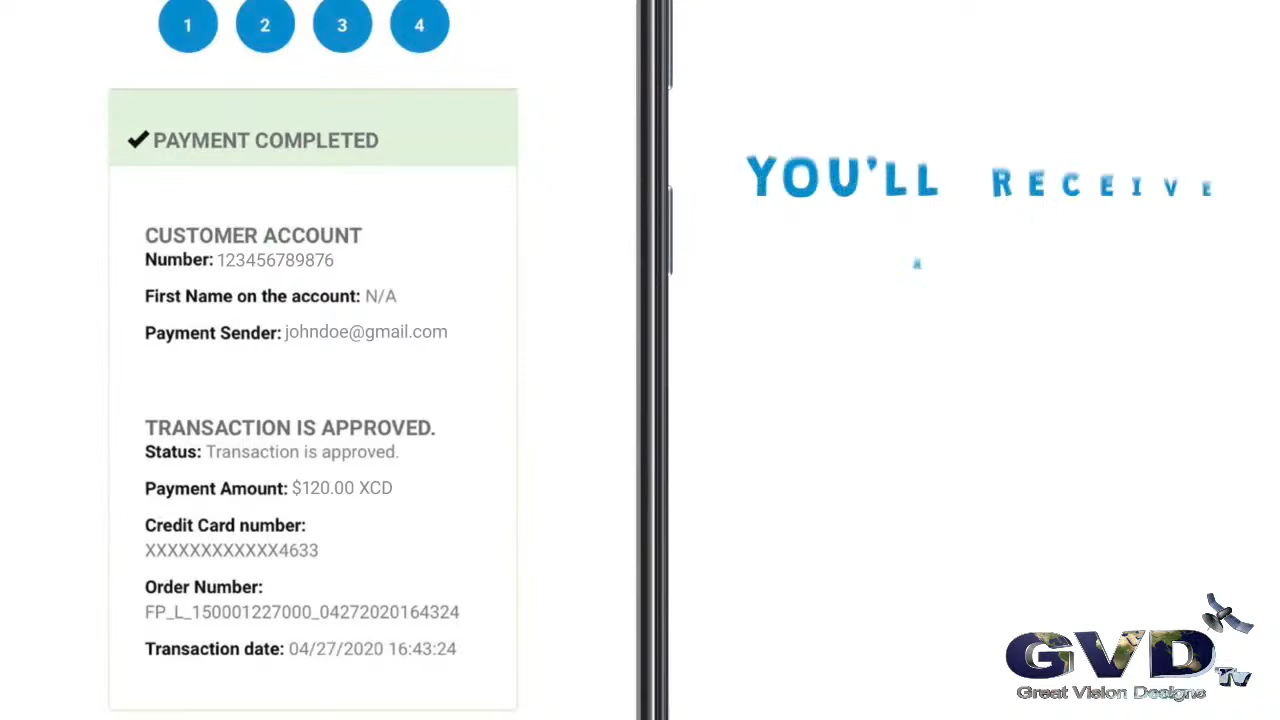 1 2 3 4
PAYMENT COMPLETED
CUSTOMER ACCOUNT
Number: 123456789876
First Name on the account: N/A
Payment Sender: johndoe@gmail.com
TRANSACTION IS APPROVED.
Status: Transaction is approved.
Payment Amount: $120.00 XCD
Credit Card number:
XXXXXXXXXXXX4633
Order Number:
FP_L_150001227000_04272020164324
Transaction date: 04/27/2020 16:43:24
YOU'LL RECEIVE
A
GVD Tv
Great Vision Designs